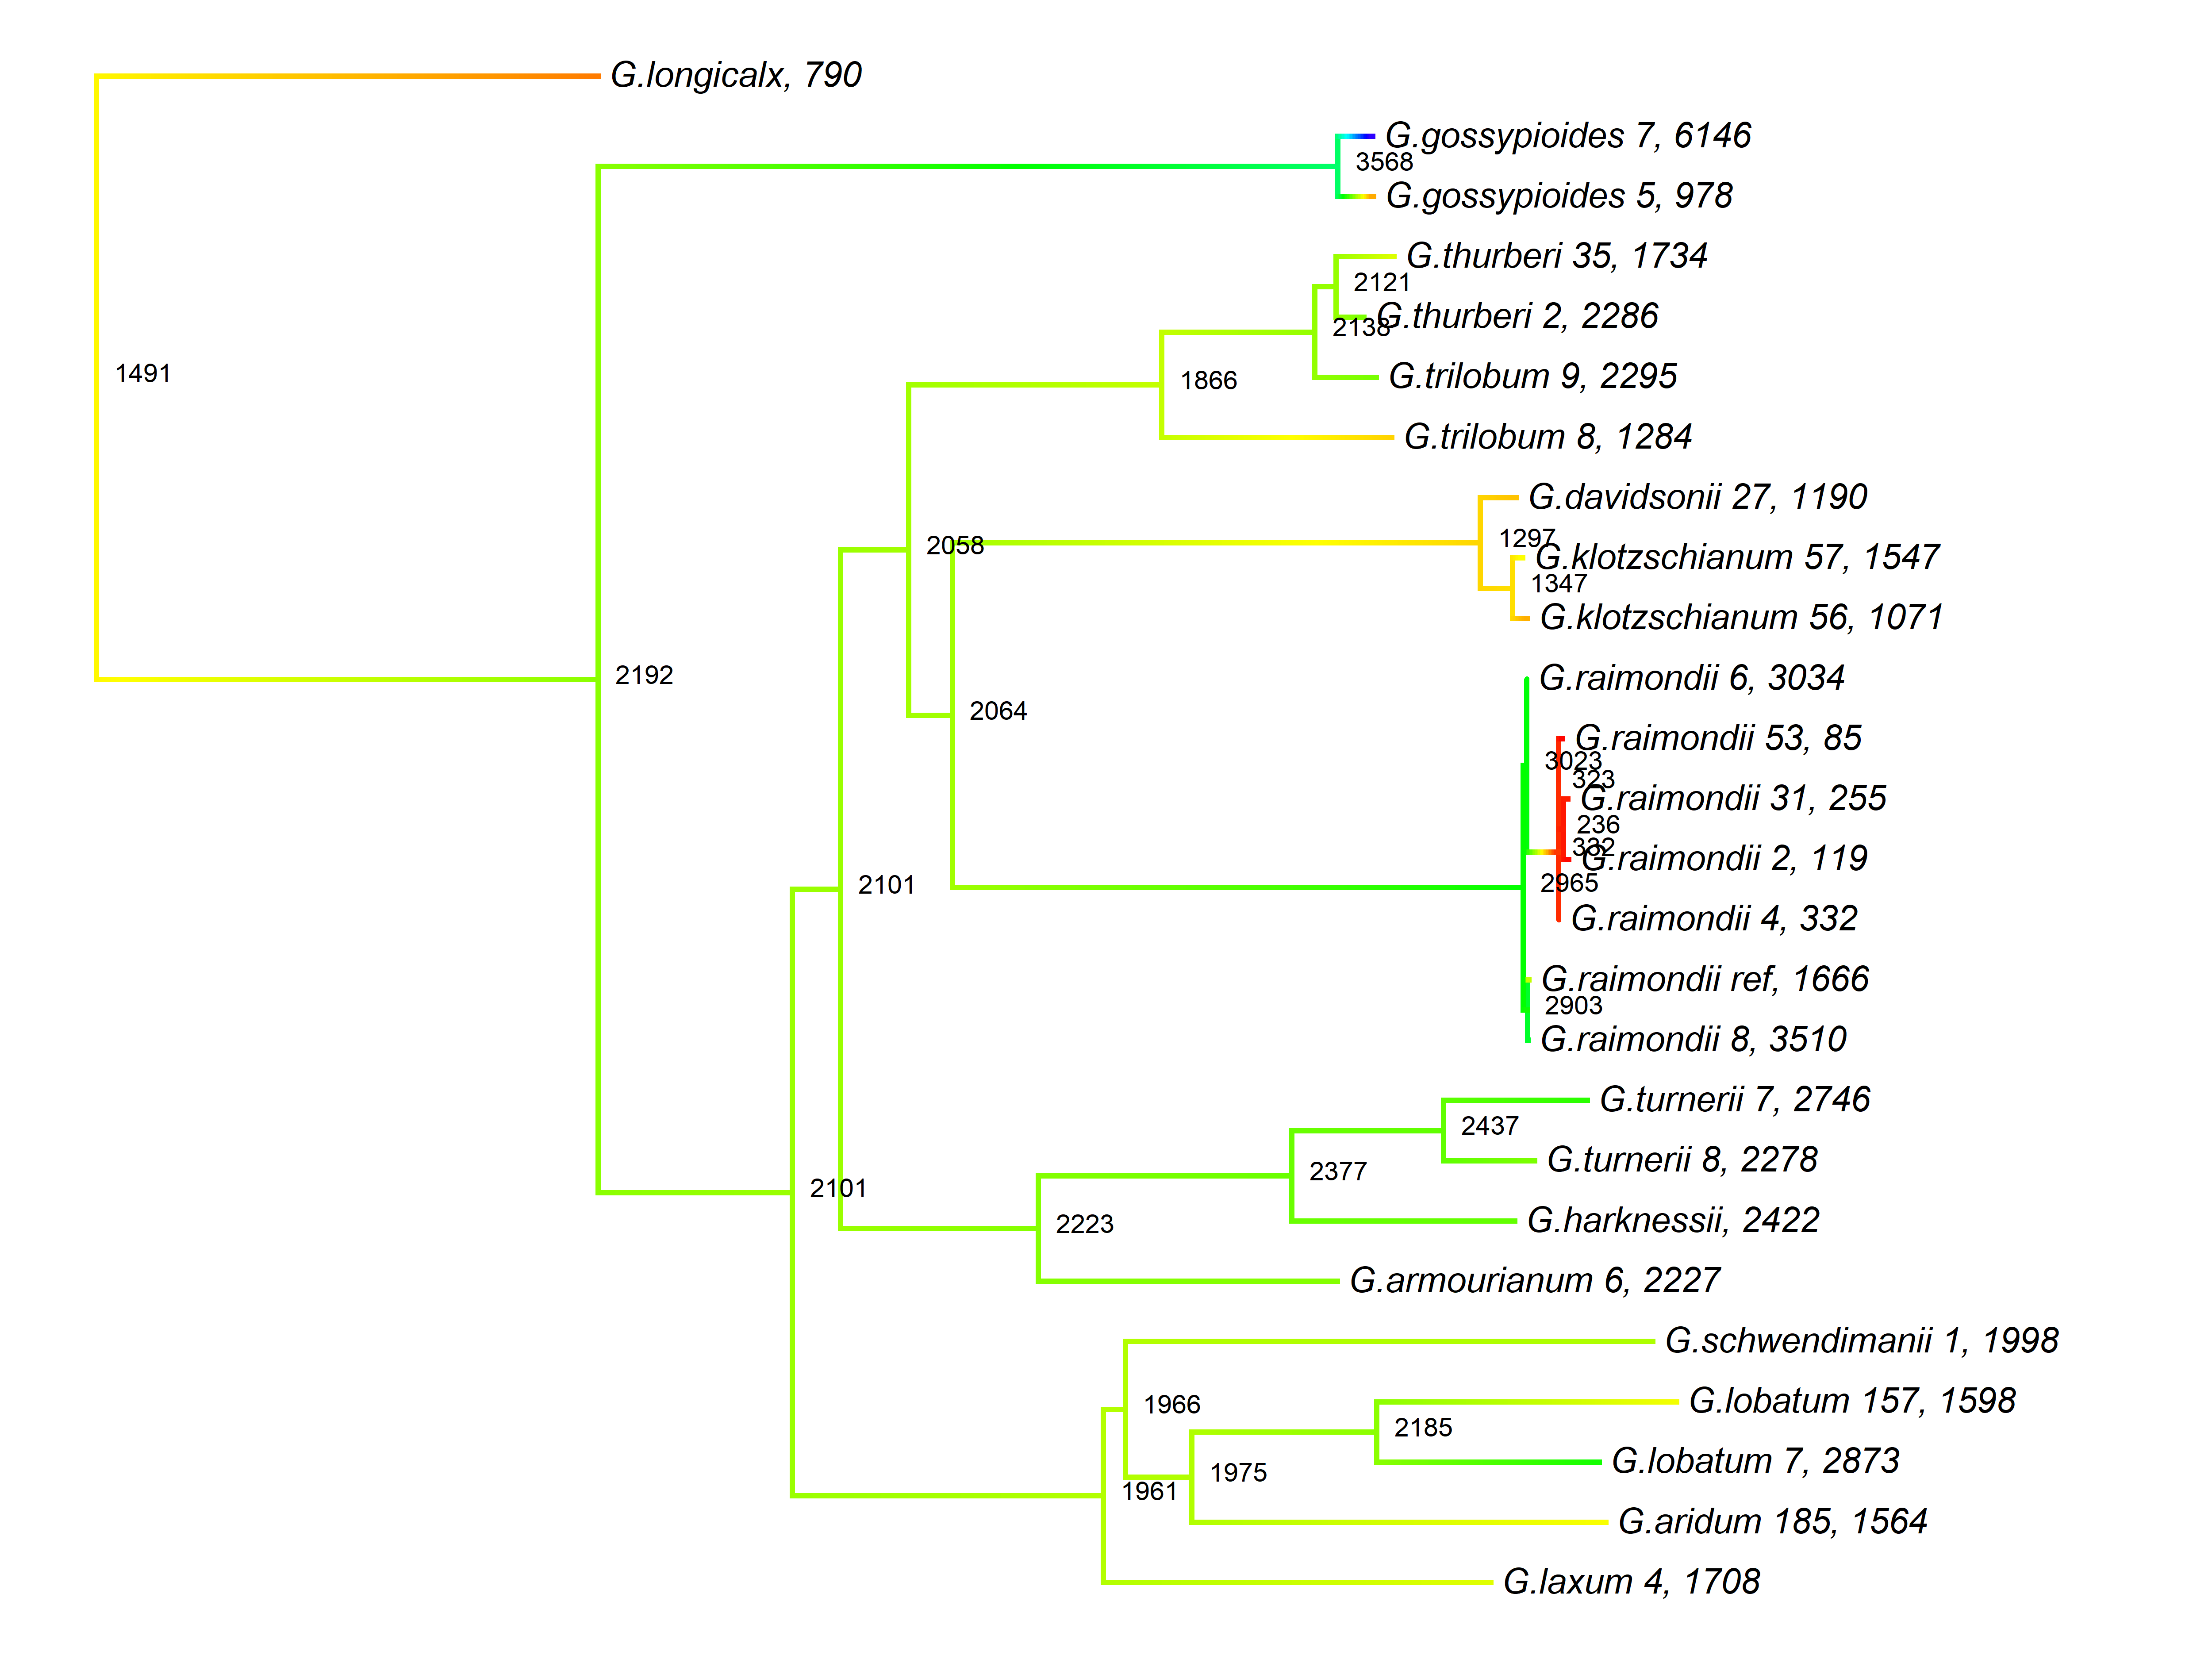 G.longicalx, 790
G.gossypioides 7, 6146
3568
G.gossypioides 5, 978
G.thurberi 35, 1734
2121
G.thurberi 2, 2286
2138
G.trilobum 9, 2295
1491
1866
G.trilobum 8, 1284
G.davidsonii 27, 1190
1297
2058
G.klotzschianum 57, 1547
1347
G.klotzschianum 56, 1071
2192
G.raimondii 6, 3034
2064
G.raimondii 53, 85
3023
323
G.raimondii 31, 255
236
332
G.raimondii 2, 119
2965
2101
G.raimondii 4, 332
G.raimondii ref, 1666
2903
G.raimondii 8, 3510
G.turnerii 7, 2746
2437
G.turnerii 8, 2278
2377
2101
G.harknessii, 2422
2223
G.armourianum 6, 2227
G.schwendimanii 1, 1998
G.lobatum 157, 1598
1966
2185
G.lobatum 7, 2873
1975
1961
G.aridum 185, 1564
G.laxum 4, 1708